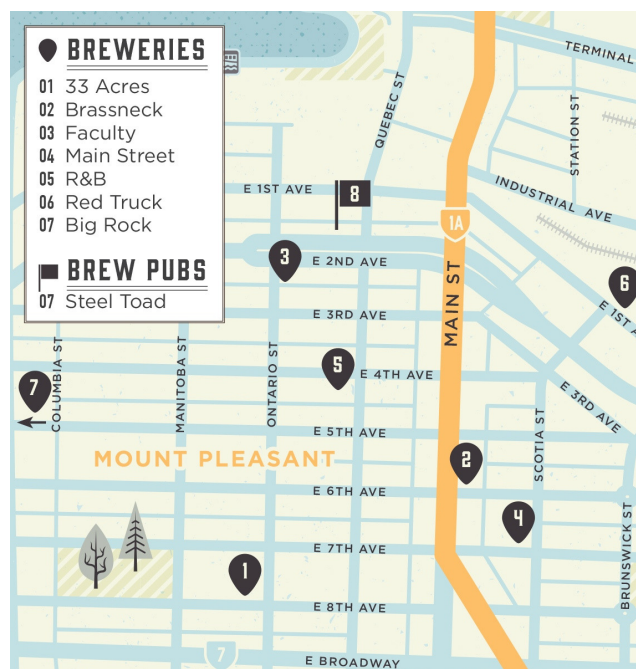 BREWERIES
01 33 Acres
02 Brassneck
03 Faculty
04 Main Street
05 R&B
06 Red Truck
07 Big Rock
BREW PUBS
07 Steel Toad
TERMINAL
QUEBEC ST
STATION ST
E 1ST AVE
8
INDUSTRIAL AVE
1A
3
E 2ND AVE
6
MAIN ST
E 1ST A
E 3RD AVE
5
E 4TH AVE
7
COLUMBIA ST
MANITOBA ST
ONTARIO ST
E 3RD AVE
E 5TH AVE
MOUNT PLEASANT
2
SCOTIA ST
E 6TH AVE
4
E 7TH AVE
BRUNSWICK ST
1
E 8TH AVE
7
E BROADWAY